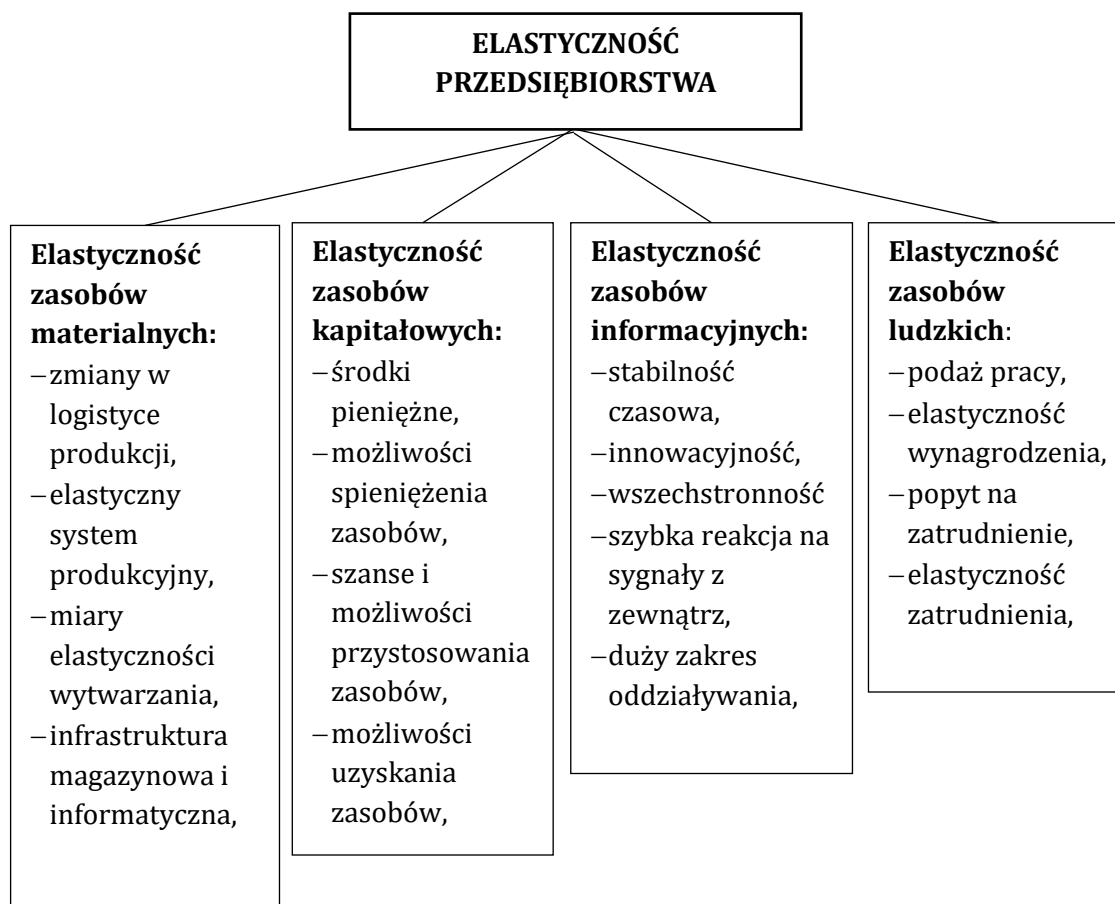 ELASTYCZNOŚĆ
PRZEDSIĘBIORSTWA
Elastyczność
zasobów
materialnych:
–zmiany w
logistyce
produkcji,
–elastyczny
system
produkcyjny,
–miary
elastyczności
wytwarzania,
–infrastruktura
magazynowa i
informatyczna,
Elastyczność
zasobów
kapitałowych:
–środki
pieniężne,
–możliwości
spieniężenia
zasobów,
–szanse i
możliwości
przystosowania
zasobów,
–możliwości
uzyskania
zasobów,
Elastyczność
zasobów
informacyjnych:
–stabilność
czasowa,
–innowacyjność,
–wszechstronność
–szybka reakcja na
sygnały z
zewnątrz,
–duży zakres
oddziaływania,
Elastyczność
zasobów
ludzkich:
–podaż pracy,
–elastyczność
wynagrodzenia,
–popyt na
zatrudnienie,
–elastyczność
zatrudnienia,